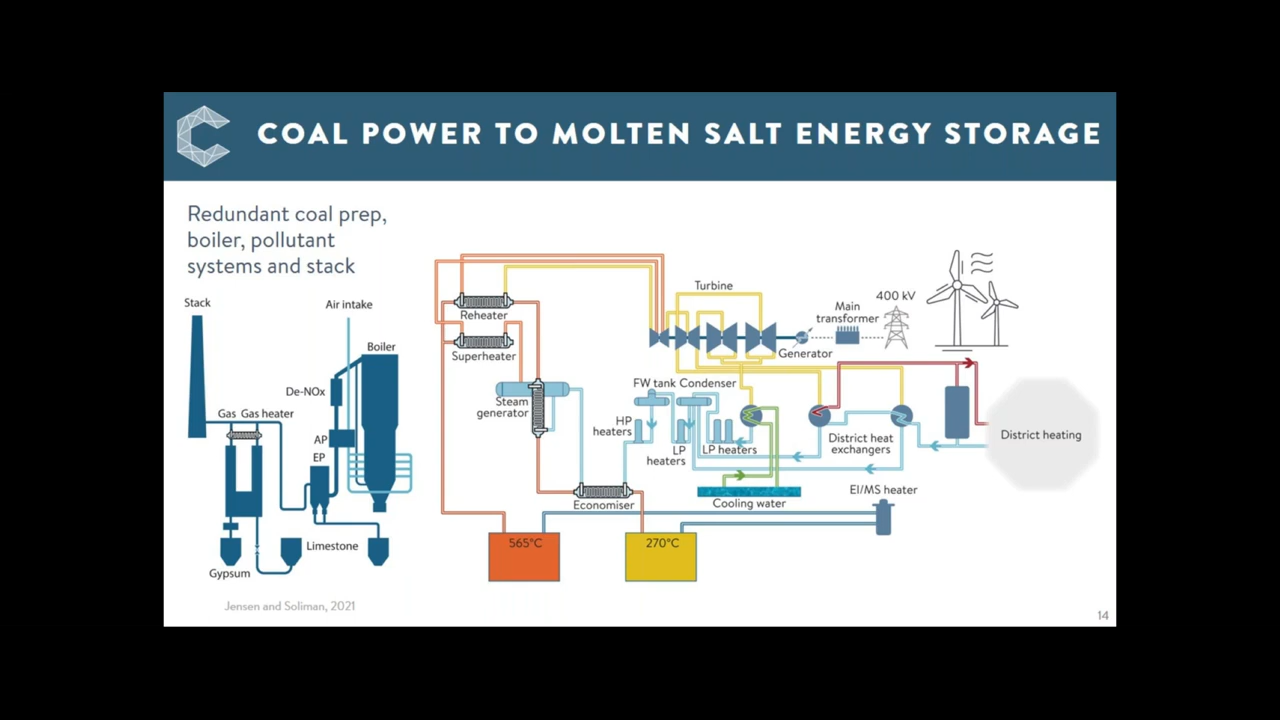 COAL POWER TO MOLTEN SALT ENERGY STORAGE
Redundant coal prep,
boiler, pollutant
systems and stack
Stack
Air intake
Boiler
De-NOx
Gas
Gas heater
AP
EP
Limestone
Gypsum
Jensen and Soliman, 2021
Reheater
Superheater
Steam
generator
Economiser
565°C
270°C
Turbine
Generator
Main
transformer
400 kV
FW tank
Condenser
HP
heaters
LP
heaters
LP heaters
Cooling water
District heat
exchangers
District heating
EI/MS heater
14